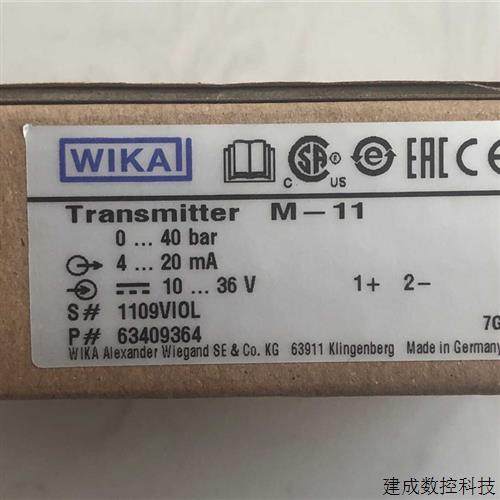 WIKA
C US
EAC CE
Transmitter M-11
0 ... 40 bar
4 ... 20 mA
10 ... 36 V 1+ 2-
S# 1109VIOL
P# 63409364
7G
WIKA Alexander Wiegand SE & Co. KG 63911 Klingenberg Made in Germany
建成数控科技